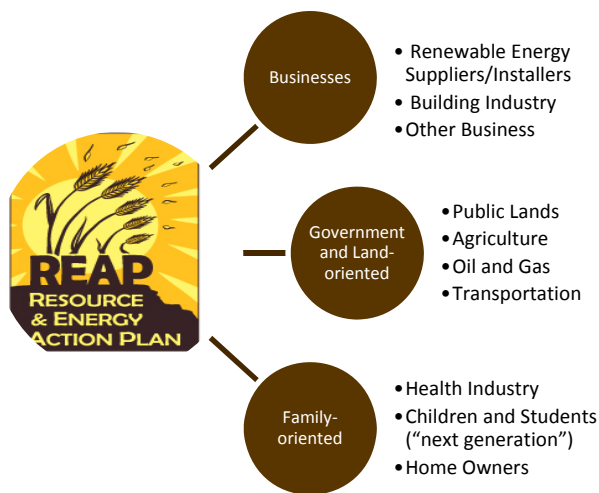 Businesses
• Renewable Energy
Suppliers/Installers
• Building Industry
• Other Business
REAP
RESOURCE
& ENERGY
ACTION PLAN
Government
and Land-
oriented
• Public Lands
• Agriculture
• Oil and Gas
• Transportation
Family-
oriented
• Health Industry
• Children and Students
(“next generation”)
• Home Owners